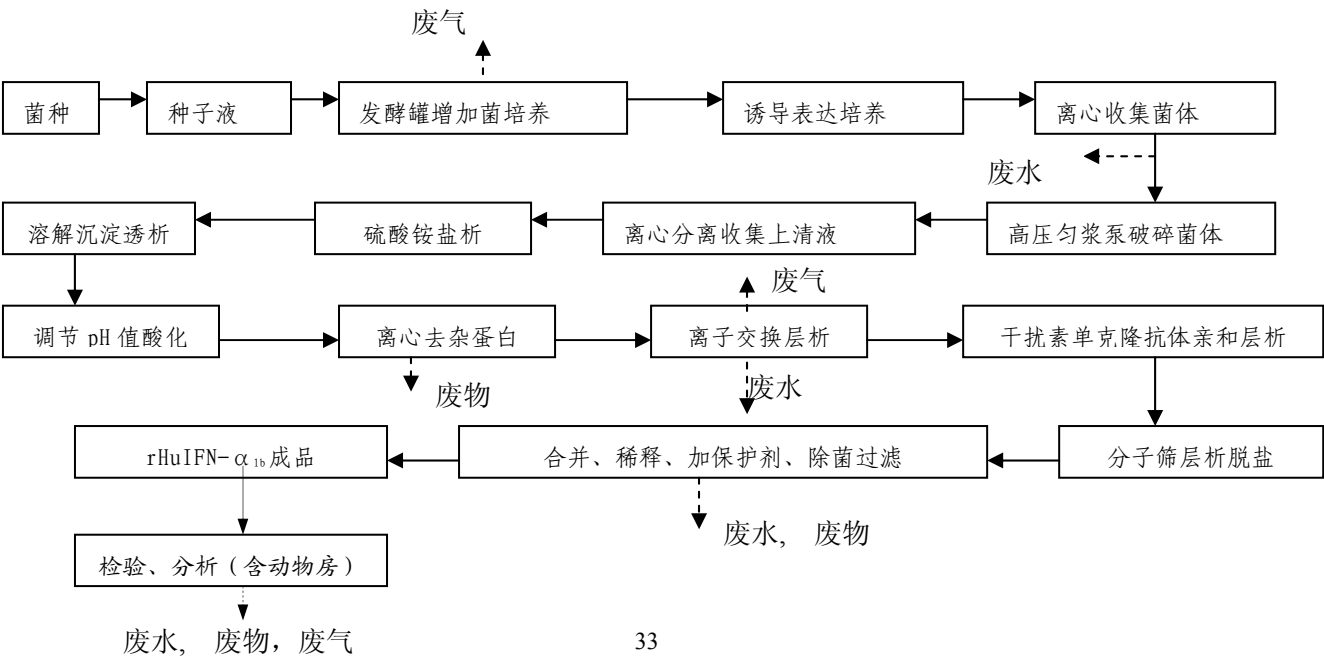 废气
菌种 种子液 发酵罐增加菌培养 诱导表达培养 离心收集菌体
废水
溶解沉淀透析 硫酸铵盐析 离心分离收集上清液 高压匀浆泵破碎菌体
废气
调节 pH 值酸化 离心去杂蛋白 离子交换层析 干扰素单克隆抗体亲和层析
废物 废水
rHuIFN-α1b成品 合并、稀释、加保护剂、除菌过滤 分子筛层析脱盐
废水, 废物
检验、分析（含动物房）
废水, 废物，废气
33